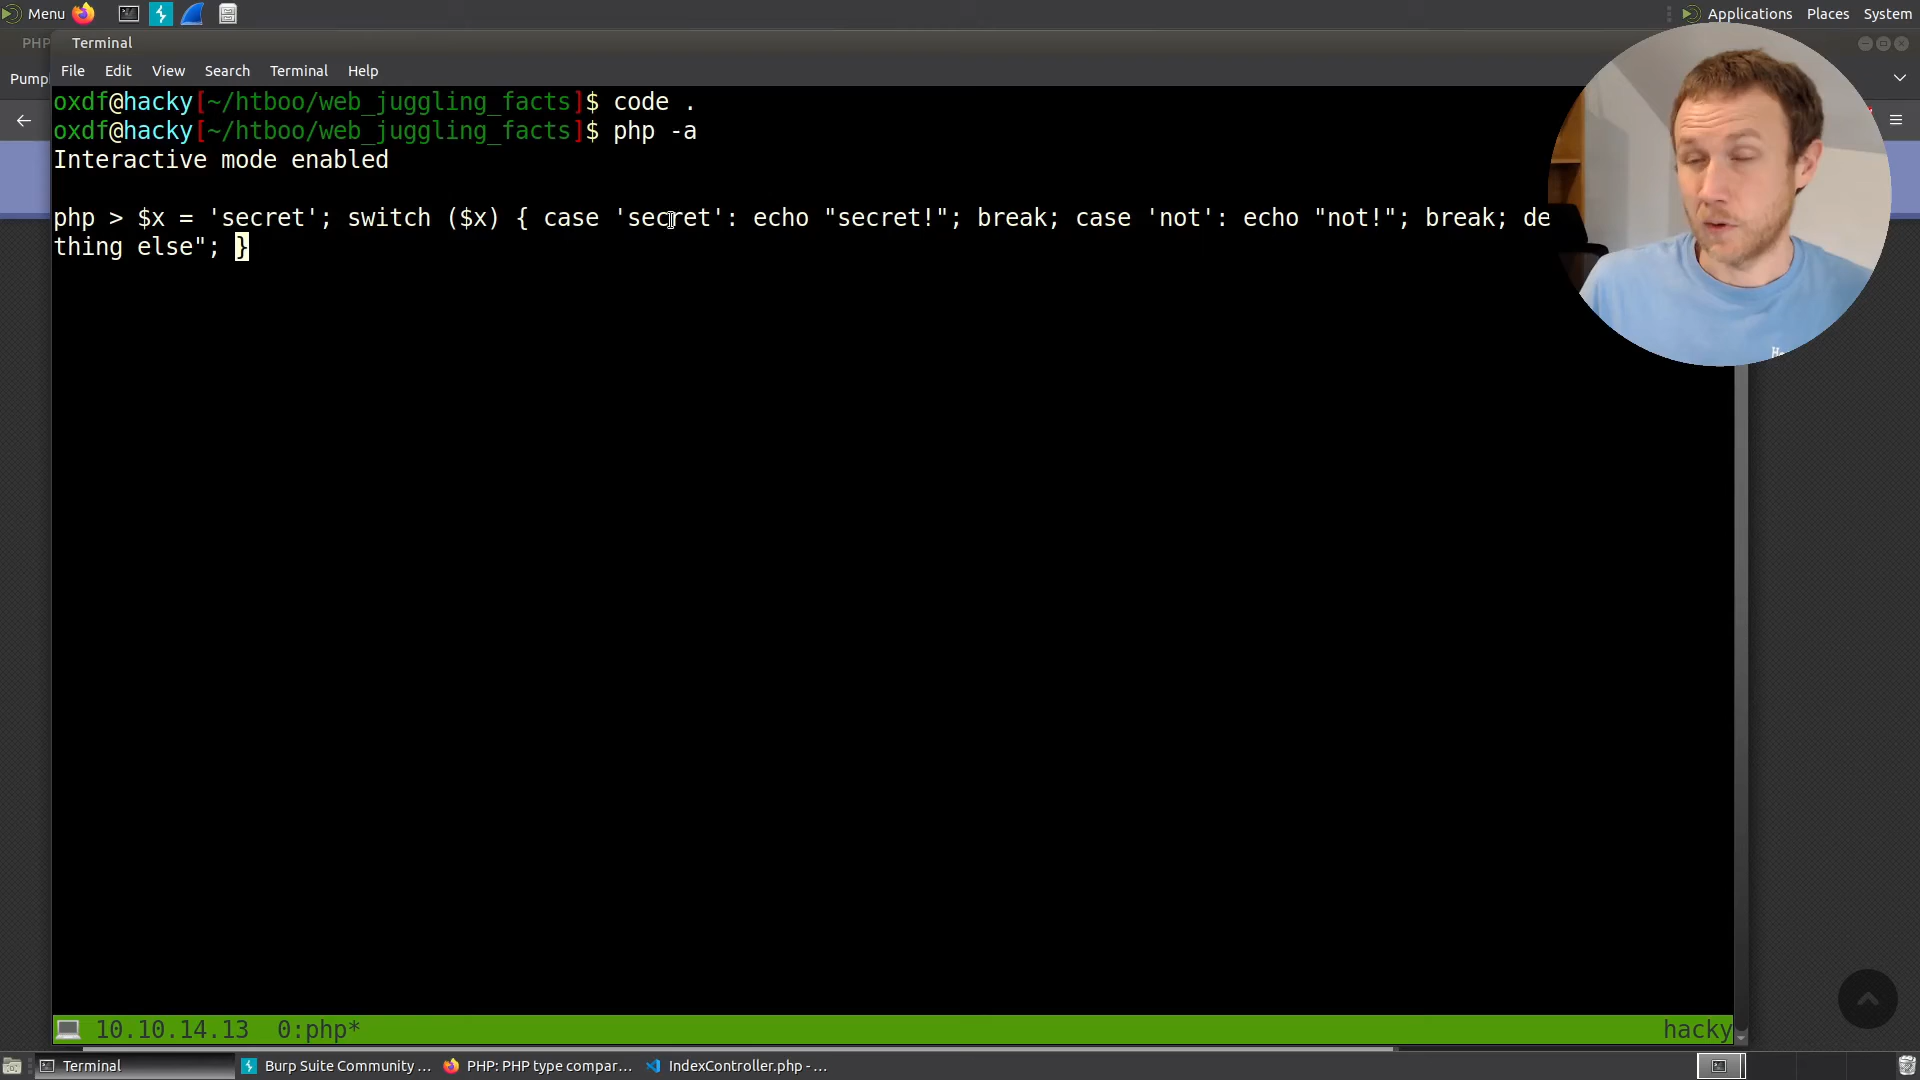 Menu
Applications Places System
PHP
Terminal
Pump
File Edit View Search Terminal Help
oxdf@hacky[~/htboo/web_juggling_facts]$ code .
oxdf@hacky[~/htboo/web_juggling_facts]$ php -a
Interactive mode enabled
php > $x = 'secret'; switch ($x) { case 'secret': echo "secret!"; break; case 'not': echo "not!"; break; de
thing else"; }
10.10.14.13 0:php*
hacky
Terminal
Burp Suite Community ...
PHP: PHP type compar...
IndexController.php - ...